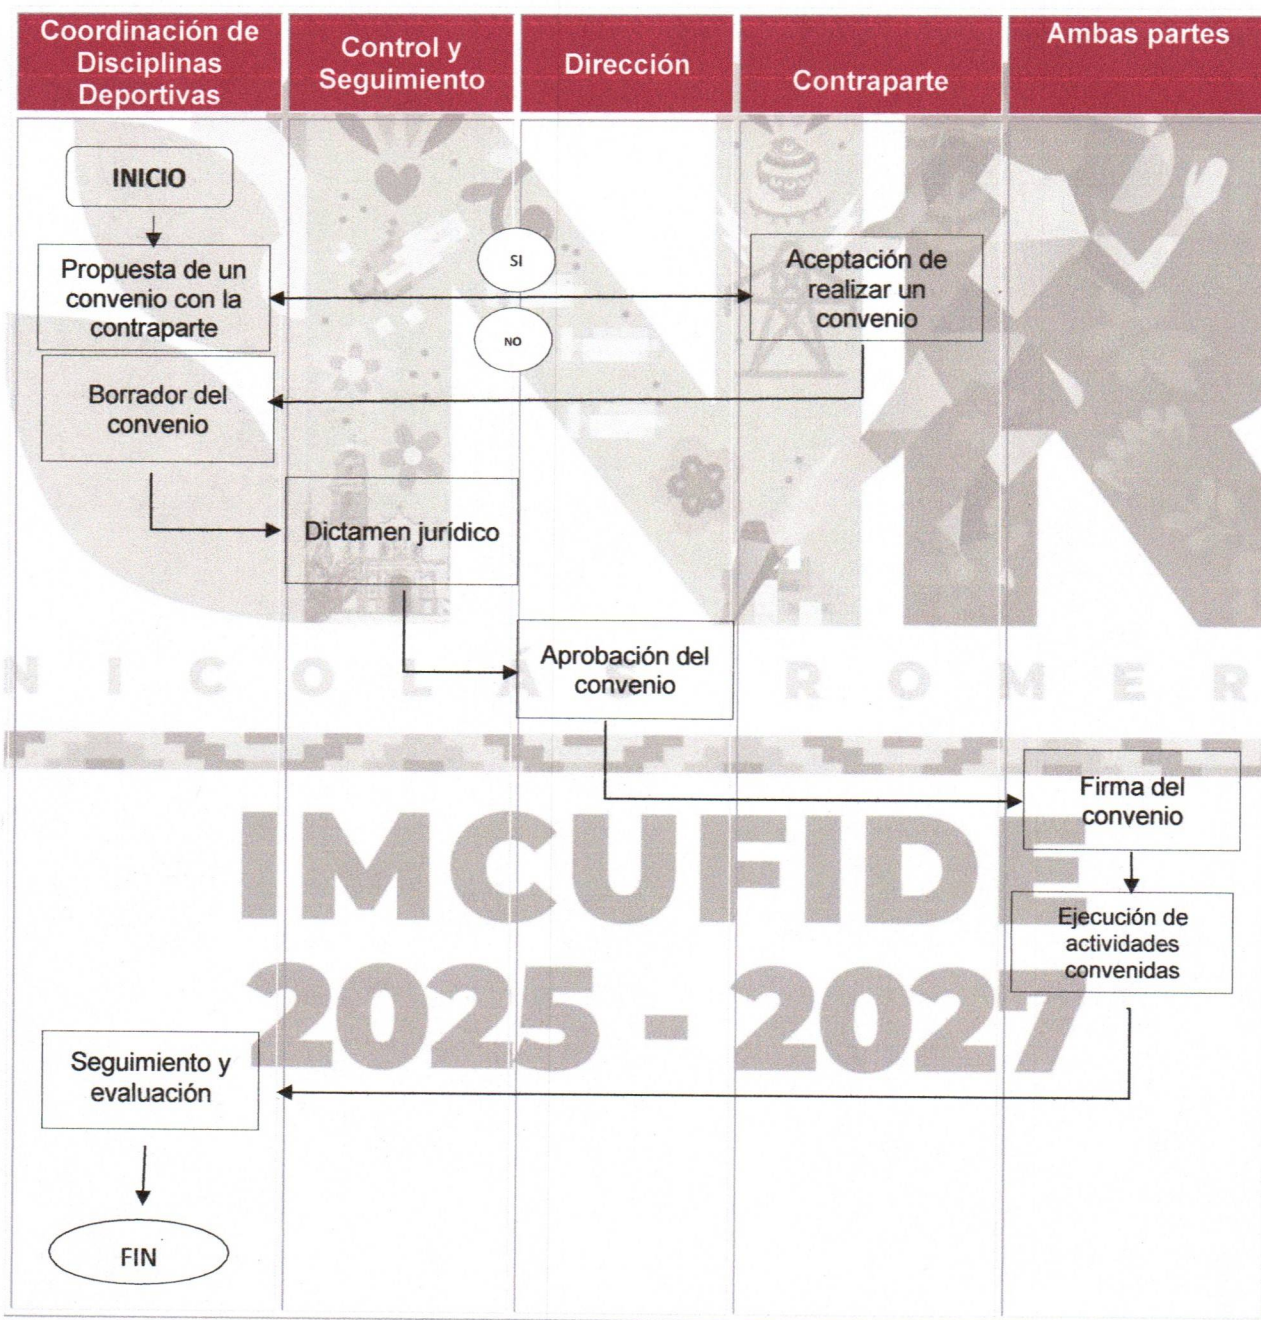 Coordinación de
Disciplinas
Deportivas
Control y
Seguimiento
Dirección
Contraparte
Ambas partes
INICIO
Propuesta de un
convenio con la
contraparte
SI
NO
Aceptación de
realizar un
convenio
Borrador del
convenio
Dictamen jurídico
Aprobación del
convenio
NICOLÁS ROMER
Firma del
convenio
IMCUFIDE
2025 - 2027
Ejecución de
actividades
convenidas
Seguimiento y
evaluación
FIN